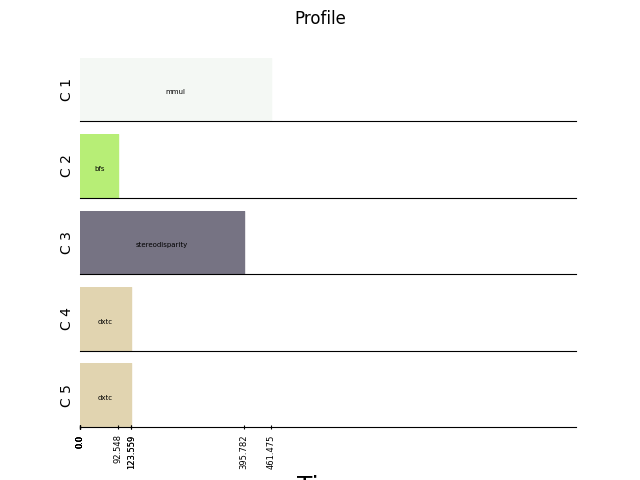 Profile
C 1
mmul
C 2
bfs
C 3
stereodisparity
C 4
dxtc
C 5
dxtc
0.0
92.548
123.559
395.782
461.475